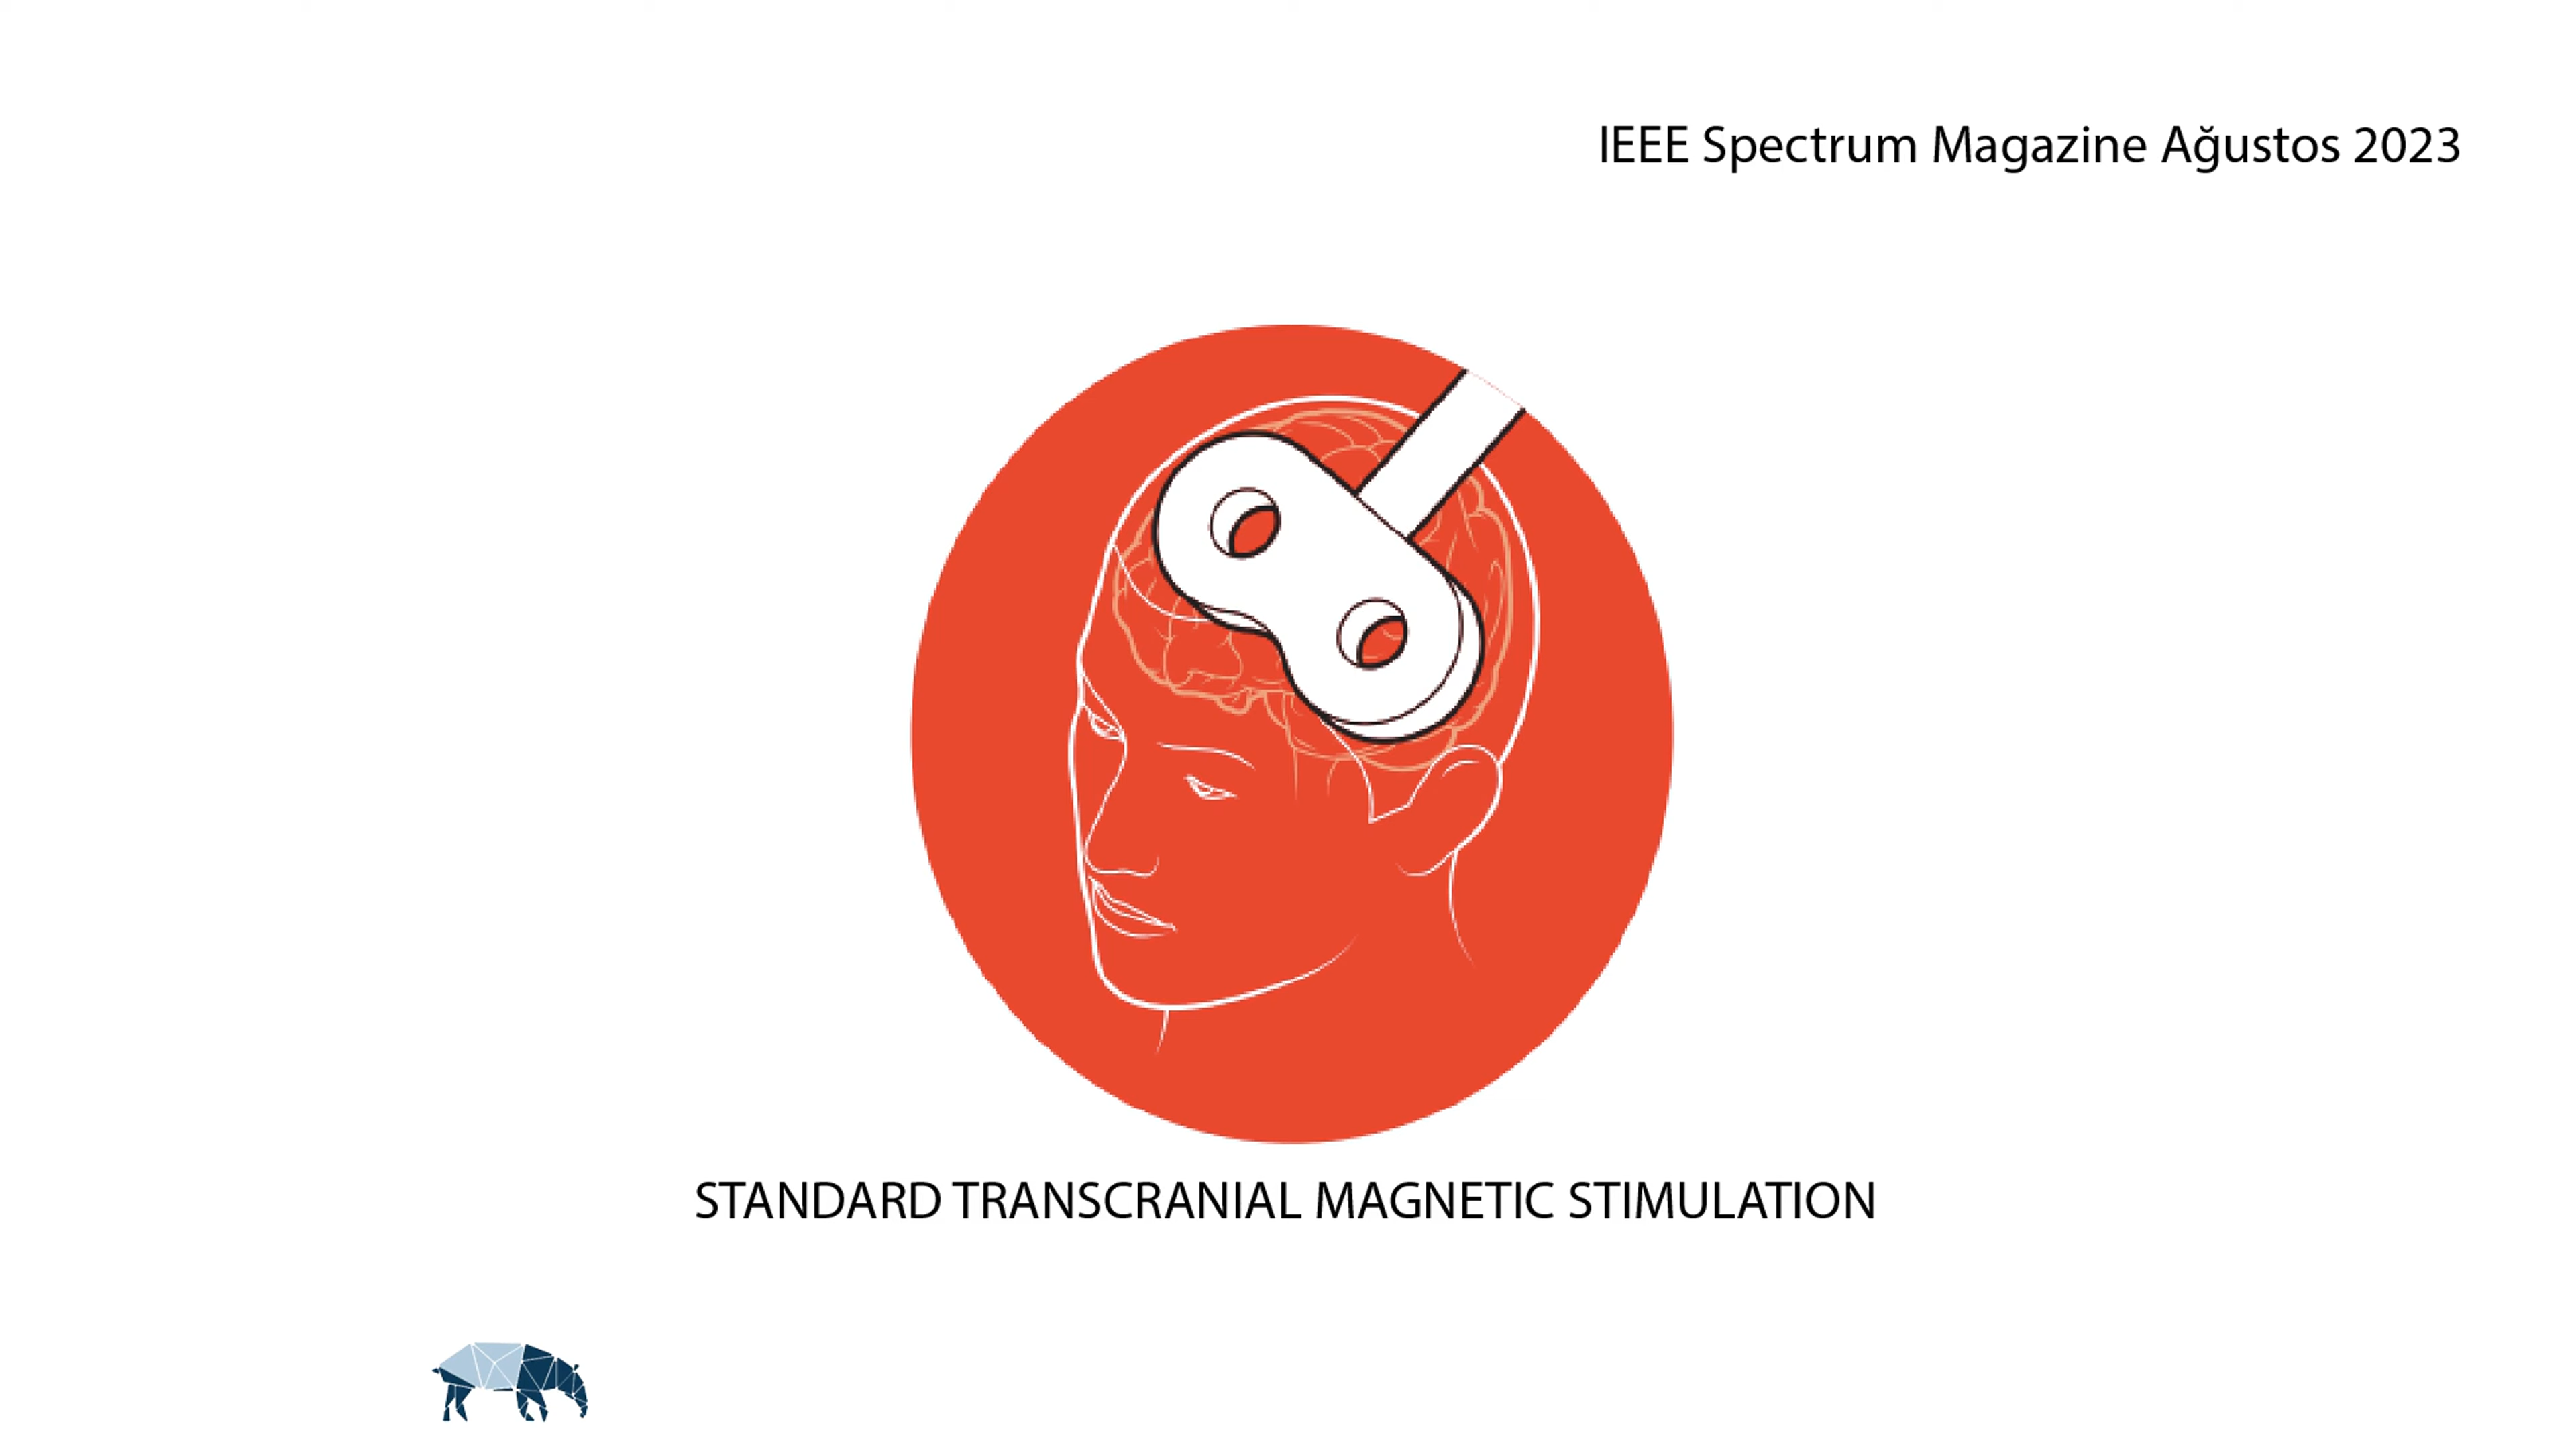 IEEE Spectrum Magazine Ağustos 2023
STANDARD TRANSCRANIAL MAGNETIC STIMULATION